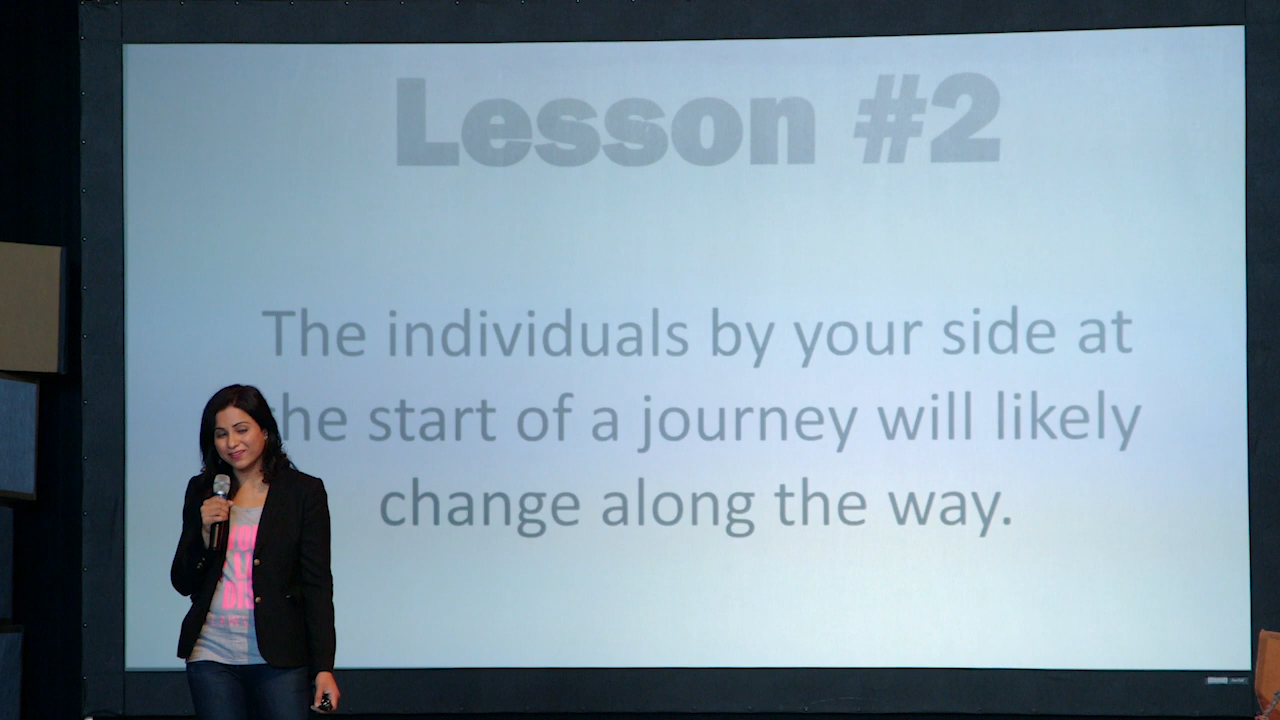 Lesson #2
The individuals by your side at
the start of a journey will likely
change along the way.